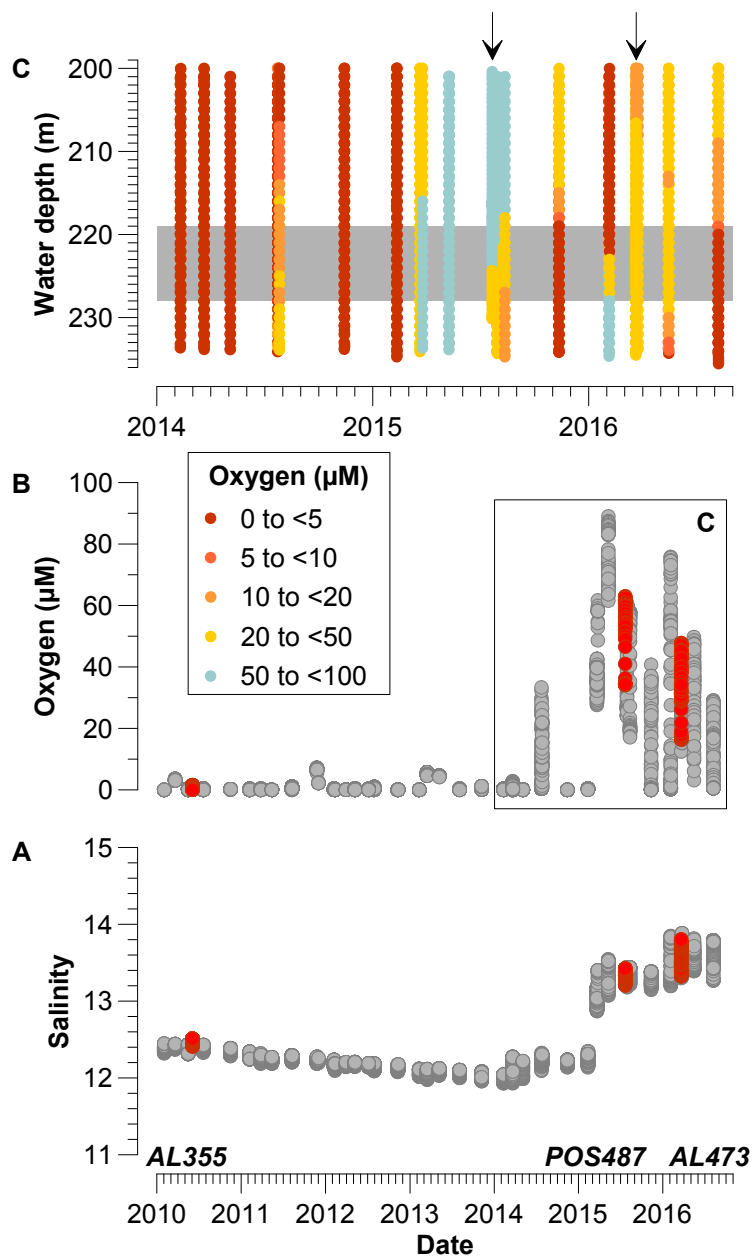 C
Water depth (m)
200
210
220
230
2014
2015
2016
B
Oxygen (µM)
100
80
60
40
20
0
Oxygen (µM)
0 to <5
5 to <10
10 to <20
20 to <50
50 to <100
C
A
Salinity
15
14
13
12
11
AL355
POS487
AL473
2010
2011
2012
2013
2014
2015
2016
Date